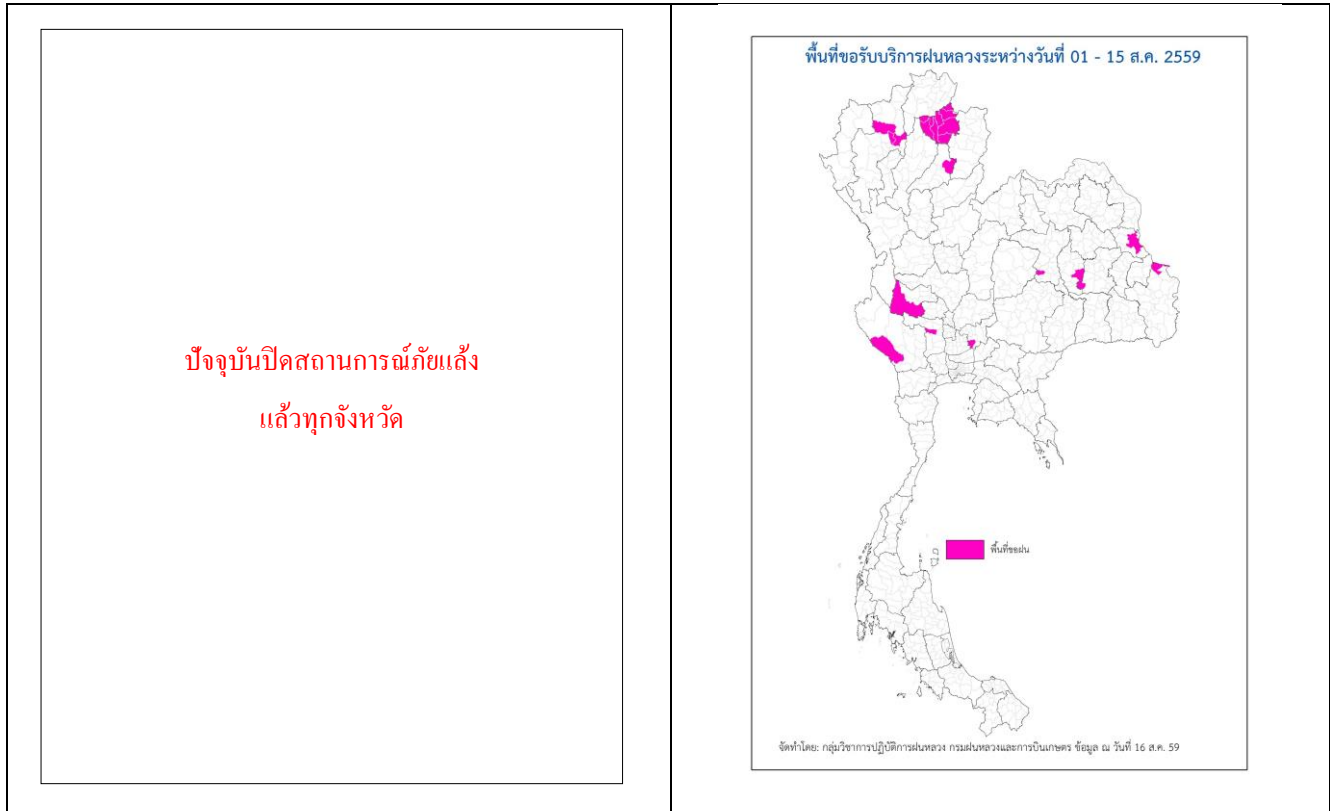 ปัจจุบันปิดสถานการณ์ภัยแล้ง
แล้วทุกจังหวัด
พื้นที่ขอรับบริการฝนหลวงระหว่างวันที่ 01 - 15 ส.ค. 2559
พื้นที่ขอฝน
จัดทำโดย: กลุ่มวิชาการปฏิบัติการฝนหลวง กรมฝนหลวงและการบินเกษตร ข้อมูล ณ วันที่ 16 ส.ค. 59